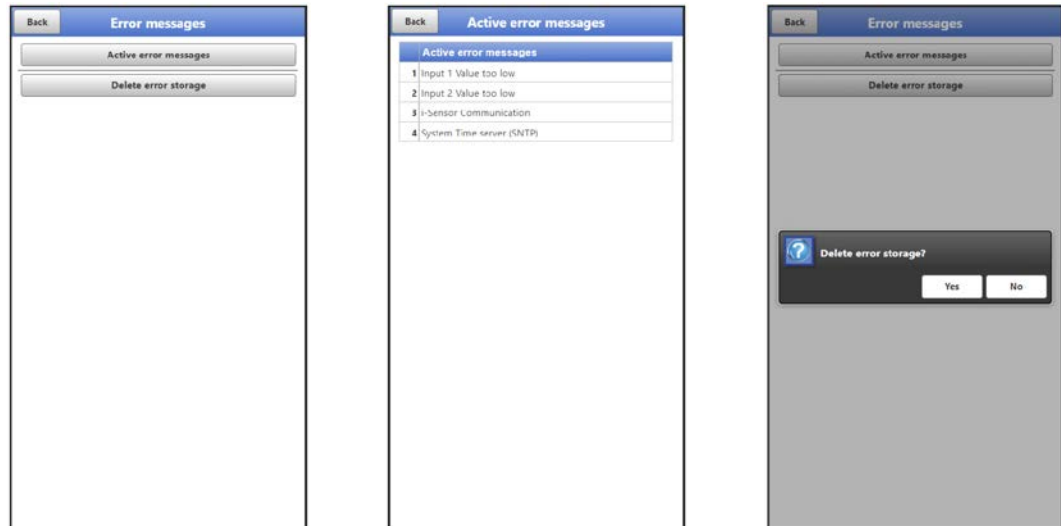 Back Error messages
Active error messages
Delete error storage
Back Active error messages
Active error messages
1 Input 1 Value too low
2 Input 2 Value too low
3 i-Sensor Communication
4 System Time server (SNTP)
Back Error messages
Active error messages
Delete error storage
Delete error storage?
Yes No